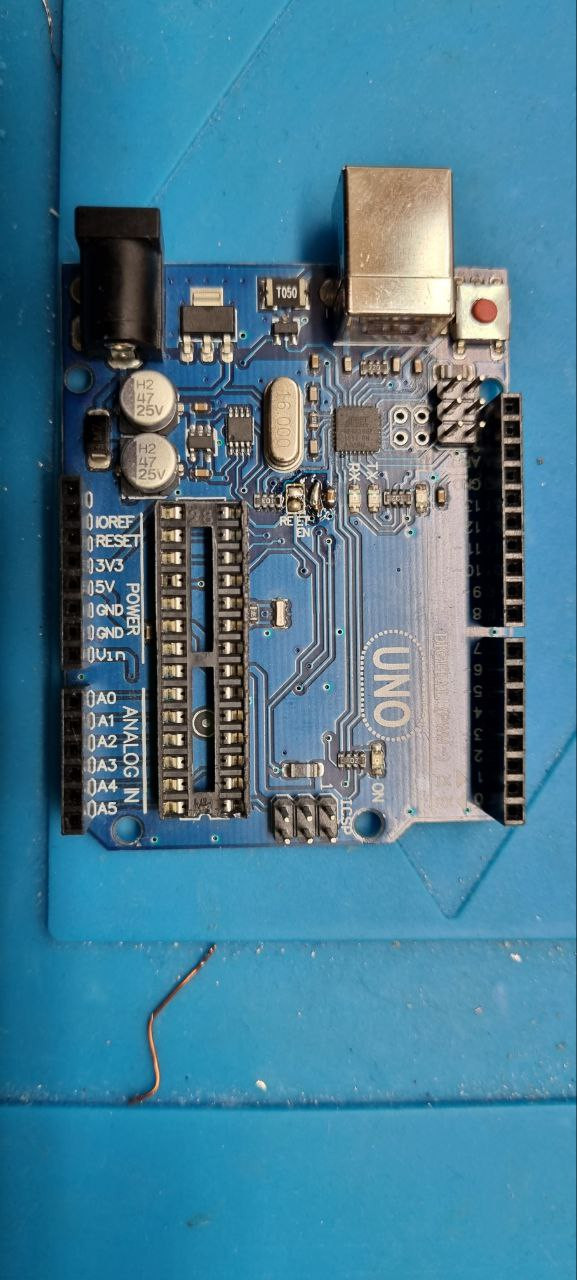 T050
H2
47
25V
16.000
H2
47
25V
RX
TX
RESET
EN
IOREF
RESET
3V3
5V
GND
GND
Vin
POWER
A0
A1
A2
A3
A4
A5
ANALOG IN
UNO
ON
ICSP
13
12
11
10
9
8
7
6
5
4
3
2
1
0